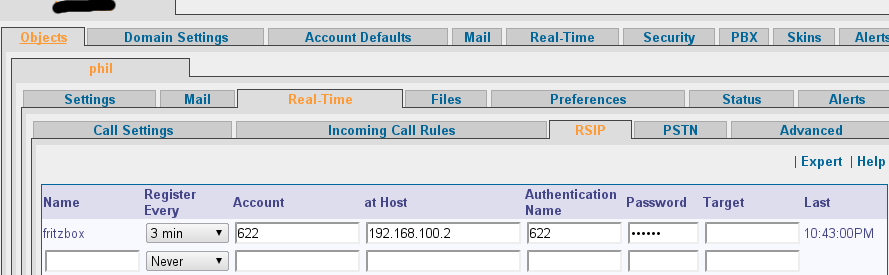 Objects Domain Settings Account Defaults Mail Real-Time Security PBX Skins Alerts
phil
Settings Mail Real-Time Files Preferences Status Alerts
Call Settings Incoming Call Rules RSIP PSTN Advanced
| Expert | Help
Name Register Every Account at Host Authentication Name Password Target Last
fritzbox 3 min 622 192.168.100.2 622 •••••• 10:43:00PM
Never